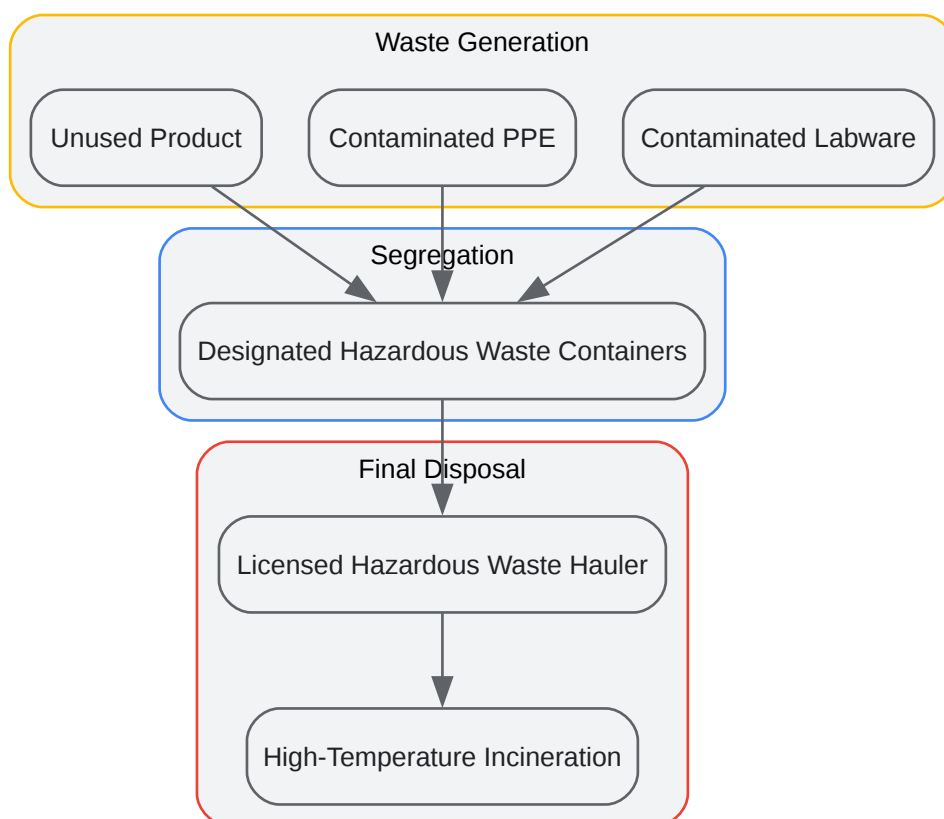 Waste Generation
Unused Product
Contaminated PPE
Contaminated Labware
Segregation
Designated Hazardous Waste Containers
Final Disposal
Licensed Hazardous Waste Hauler
High-Temperature Incineration